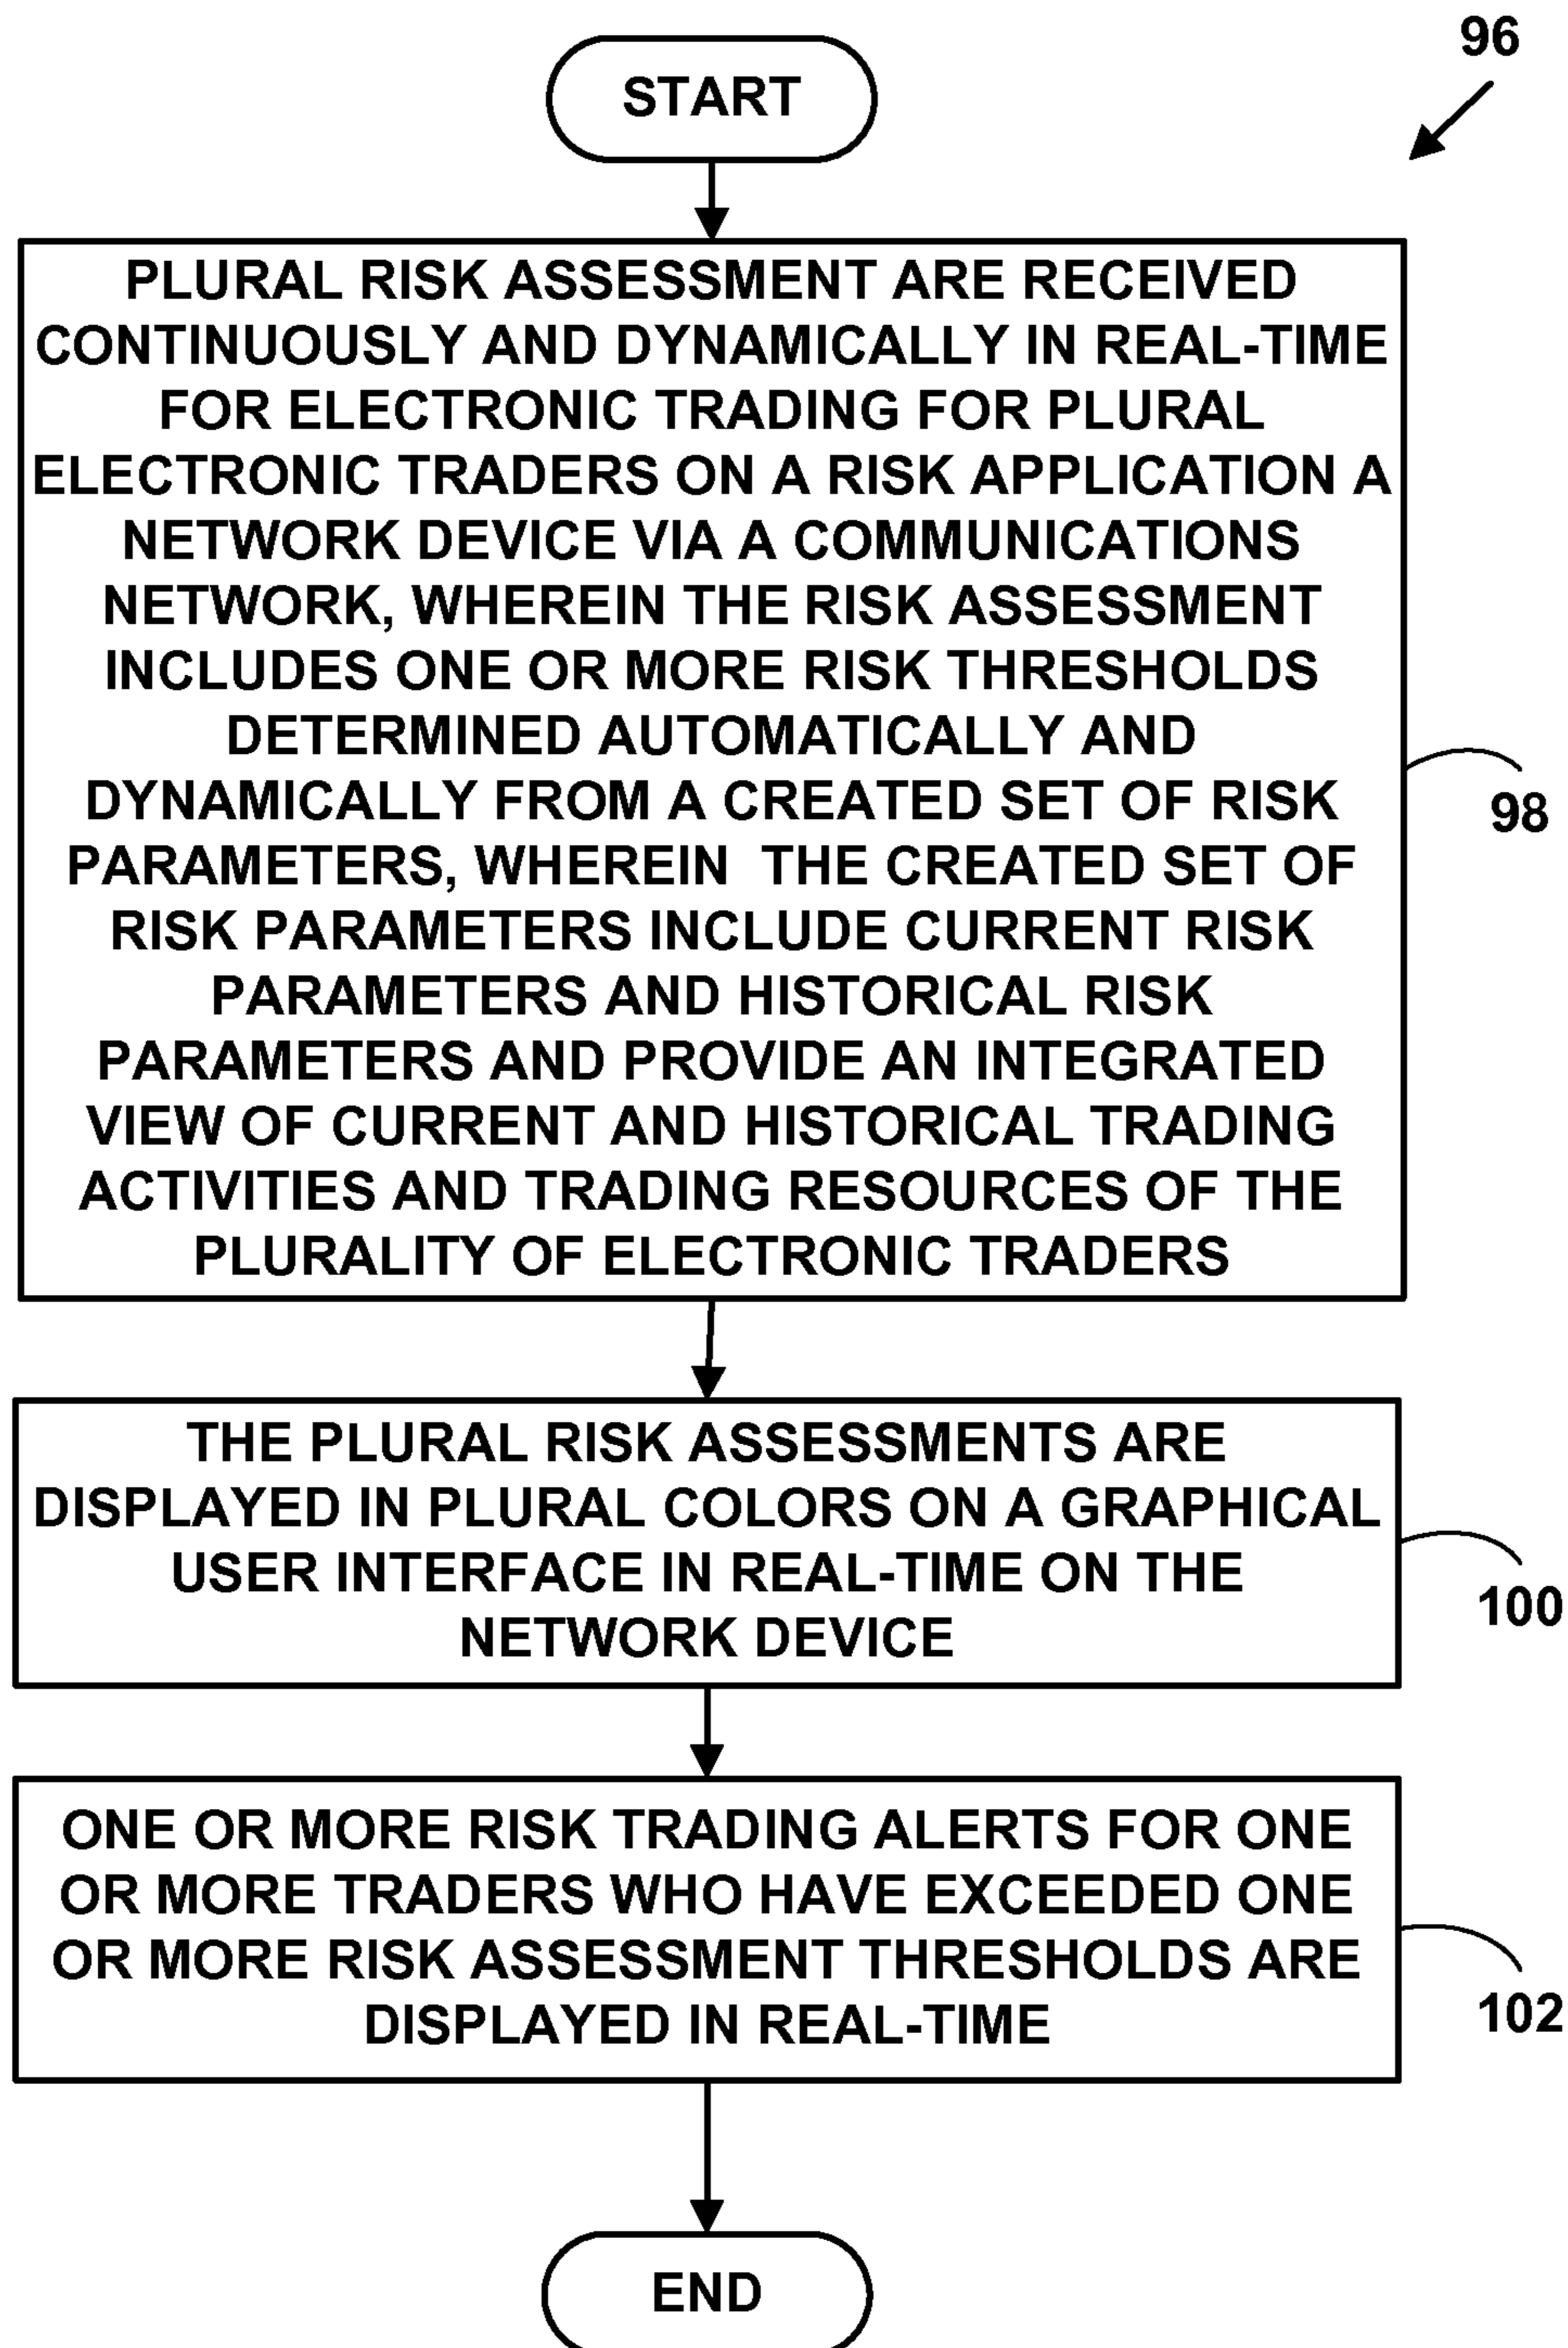 96
START
PLURAL RISK ASSESSMENT ARE RECEIVED
CONTINUOUSLY AND DYNAMICALLY IN REAL-TIME
FOR ELECTRONIC TRADING FOR PLURAL
ELECTRONIC TRADERS ON A RISK APPLICATION A
NETWORK DEVICE VIA A COMMUNICATIONS
NETWORK, WHEREIN THE RISK ASSESSMENT
INCLUDES ONE OR MORE RISK THRESHOLDS
DETERMINED AUTOMATICALLY AND
DYNAMICALLY FROM A CREATED SET OF RISK
PARAMETERS, WHEREIN THE CREATED SET OF
RISK PARAMETERS INCLUDE CURRENT RISK
PARAMETERS AND HISTORICAL RISK
PARAMETERS AND PROVIDE AN INTEGRATED
VIEW OF CURRENT AND HISTORICAL TRADING
ACTIVITIES AND TRADING RESOURCES OF THE
PLURALITY OF ELECTRONIC TRADERS
98
THE PLURAL RISK ASSESSMENTS ARE
DISPLAYED IN PLURAL COLORS ON A GRAPHICAL
USER INTERFACE IN REAL-TIME ON THE
NETWORK DEVICE
100
ONE OR MORE RISK TRADING ALERTS FOR ONE
OR MORE TRADERS WHO HAVE EXCEEDED ONE
OR MORE RISK ASSESSMENT THRESHOLDS ARE
DISPLAYED IN REAL-TIME
102
END